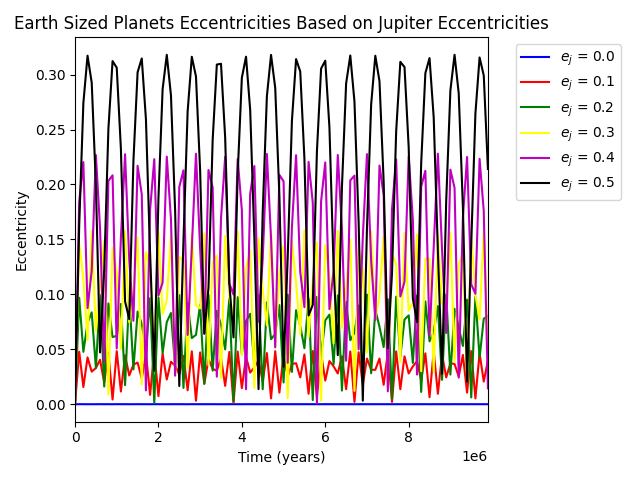 Earth Sized Planets Eccentricities Based on Jupiter Eccentricities
e_j = 0.0
e_j = 0.1
e_j = 0.2
e_j = 0.3
e_j = 0.4
e_j = 0.5
Eccentricity
0.30
0.25
0.20
0.15
0.10
0.05
0.00
0 2 4 6 8
1e6
Time (years)